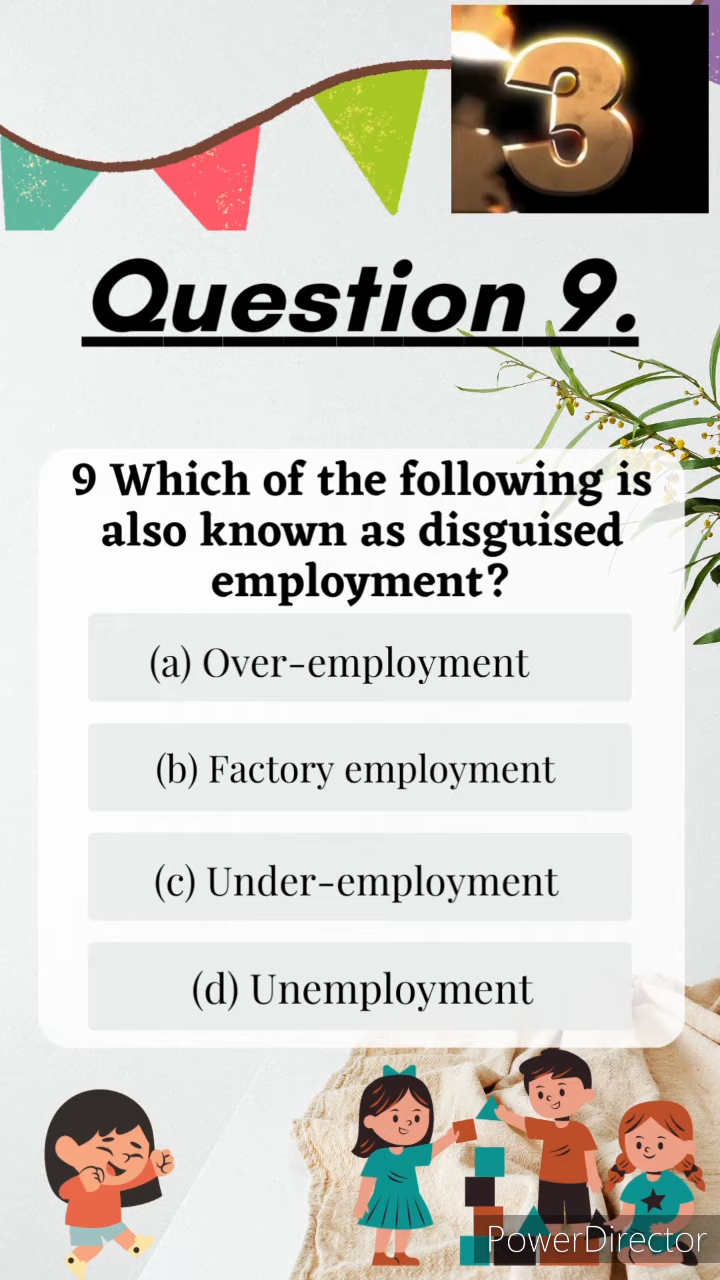 3
Question 9.
9 Which of the following is
also known as disguised
employment?
(a) Over-employment
(b) Factory employment
(c) Under-employment
(d) Unemployment
PowerDirector